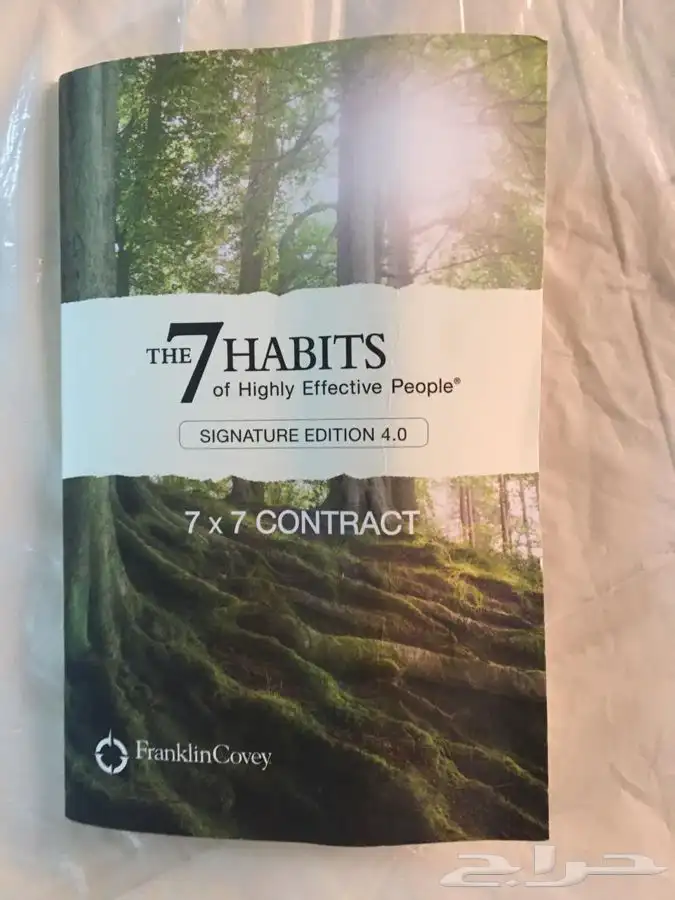 THE 7 HABITS
of Highly Effective People®
SIGNATURE EDITION 4.0
7 x 7 CONTRACT
FranklinCovey
حراج